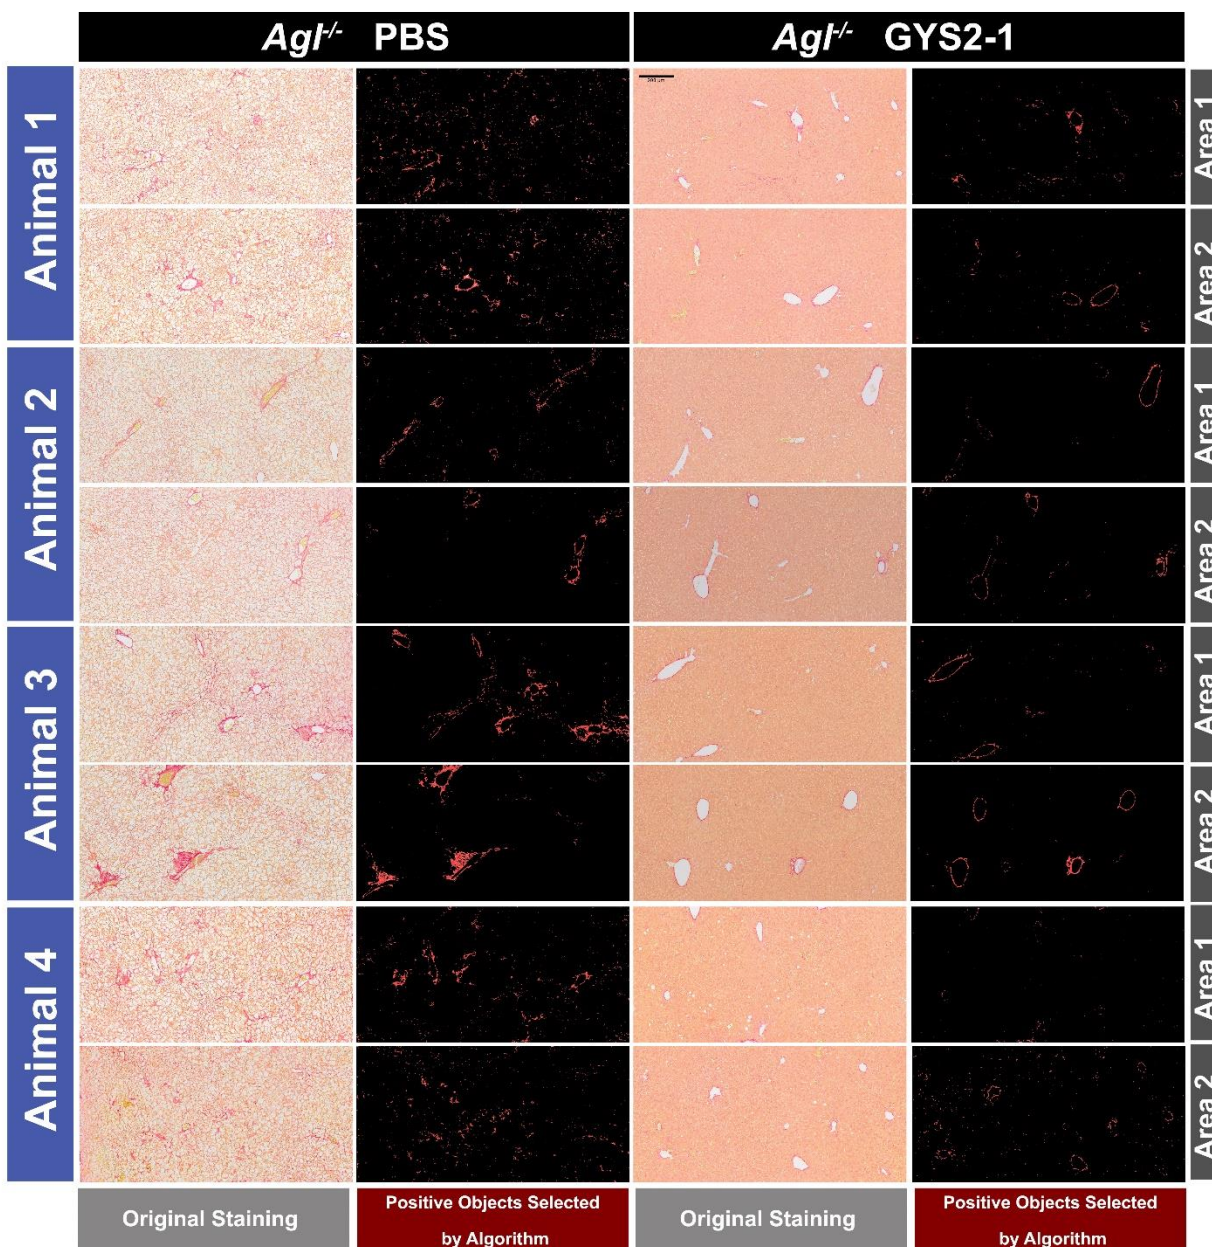 Agl-/- PBS
Agl-/- GYS2-1
Animal 1
Area 1
Area 2
Animal 2
Area 1
Area 2
Animal 3
Area 1
Area 2
Animal 4
Area 1
Area 2
Original Staining
Positive Objects Selected
by Algorithm
Original Staining
Positive Objects Selected
by Algorithm